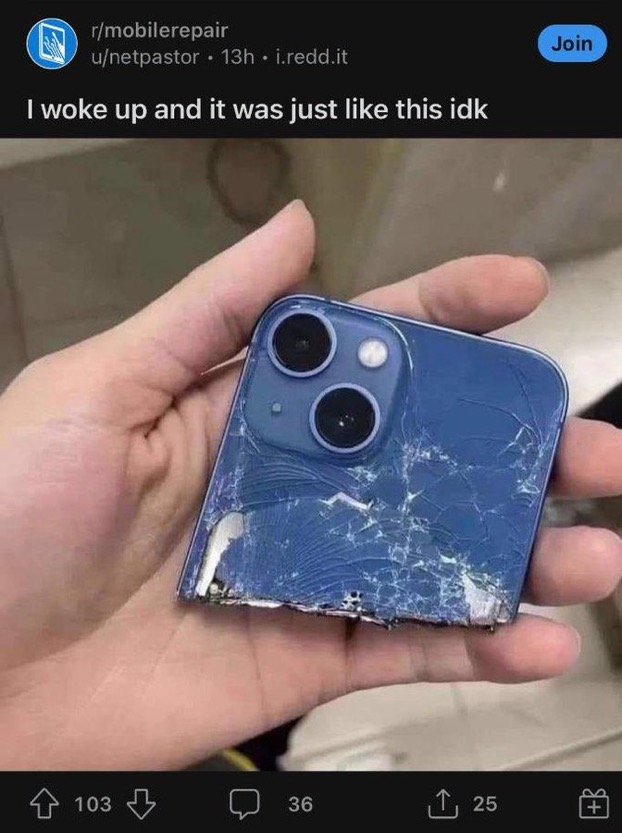 r/mobilerepair
u/netpastor • 13h • i.redd.it
Join
I woke up and it was just like this idk
103
36
25